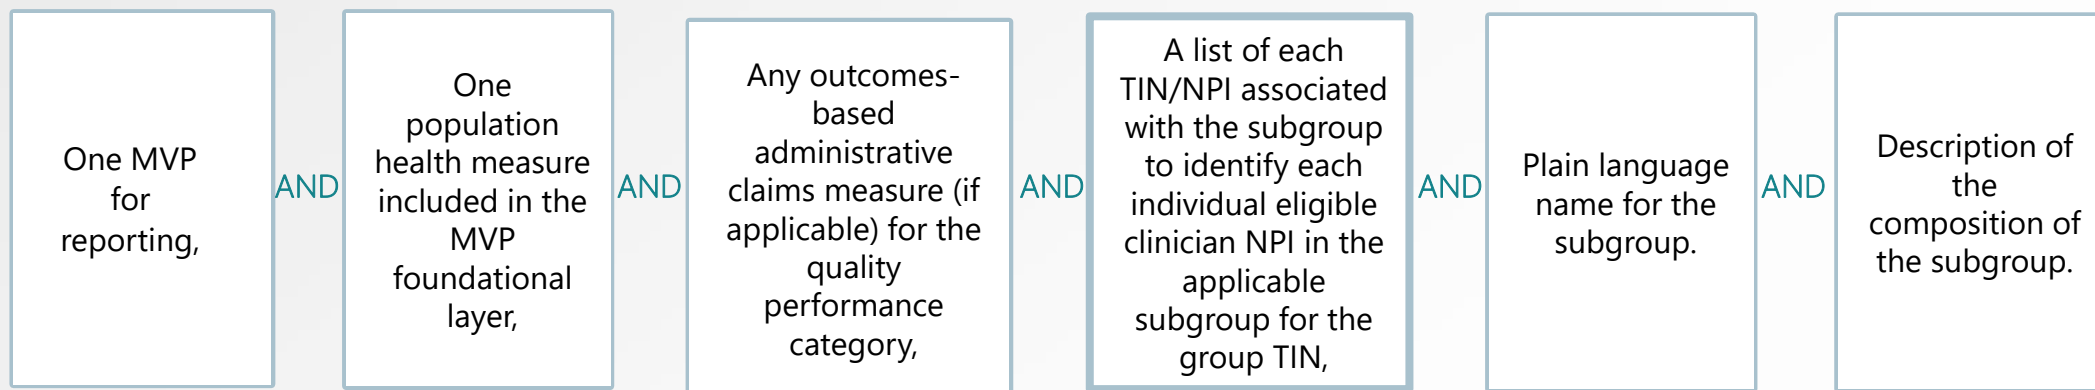 One MVP
for
reporting,
AND
One
population
health measure
included in the
MVP
foundational
layer,
AND
Any outcomes-
based
administrative
claims measure (if
applicable) for the
quality
performance
category,
AND
A list of each
TIN/NPI associated
with the subgroup
to identify each
individual eligible
clinician NPI in the
applicable
subgroup for the
group TIN,
AND
Plain language
name for the
subgroup.
AND
Description of
the
composition of
the subgroup.